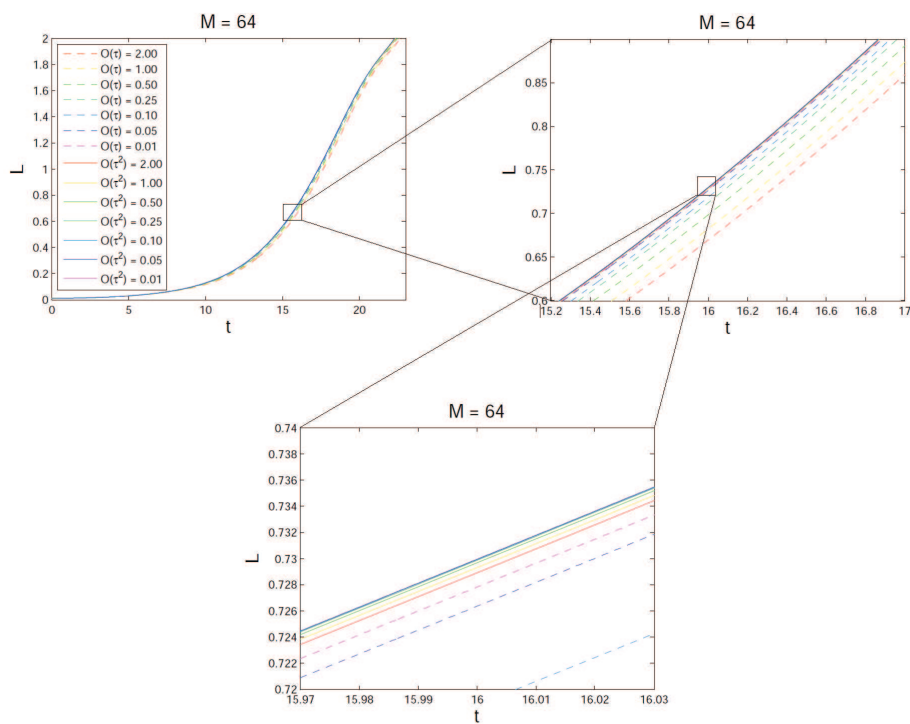 M = 64
L
2
1.8
1.6
1.4
1.2
1
0.8
0.6
0.4
0.2
0
0
5
10
15
20
t
O(τ) = 2.00
O(τ) = 1.00
O(τ) = 0.50
O(τ) = 0.25
O(τ) = 0.10
O(τ) = 0.05
O(τ) = 0.01
O(τ²) = 2.00
O(τ²) = 1.00
O(τ²) = 0.50
O(τ²) = 0.25
O(τ²) = 0.10
O(τ²) = 0.05
O(τ²) = 0.01
M = 64
L
0.85
0.8
0.75
0.7
0.65
0.6
15.2
15.4
15.6
15.8
16
16.2
16.4
16.6
16.8
17
t
M = 64
L
0.74
0.738
0.736
0.734
0.732
0.73
0.728
0.726
0.724
0.722
0.72
15.97
15.98
15.99
16
16.01
16.02
16.03
t